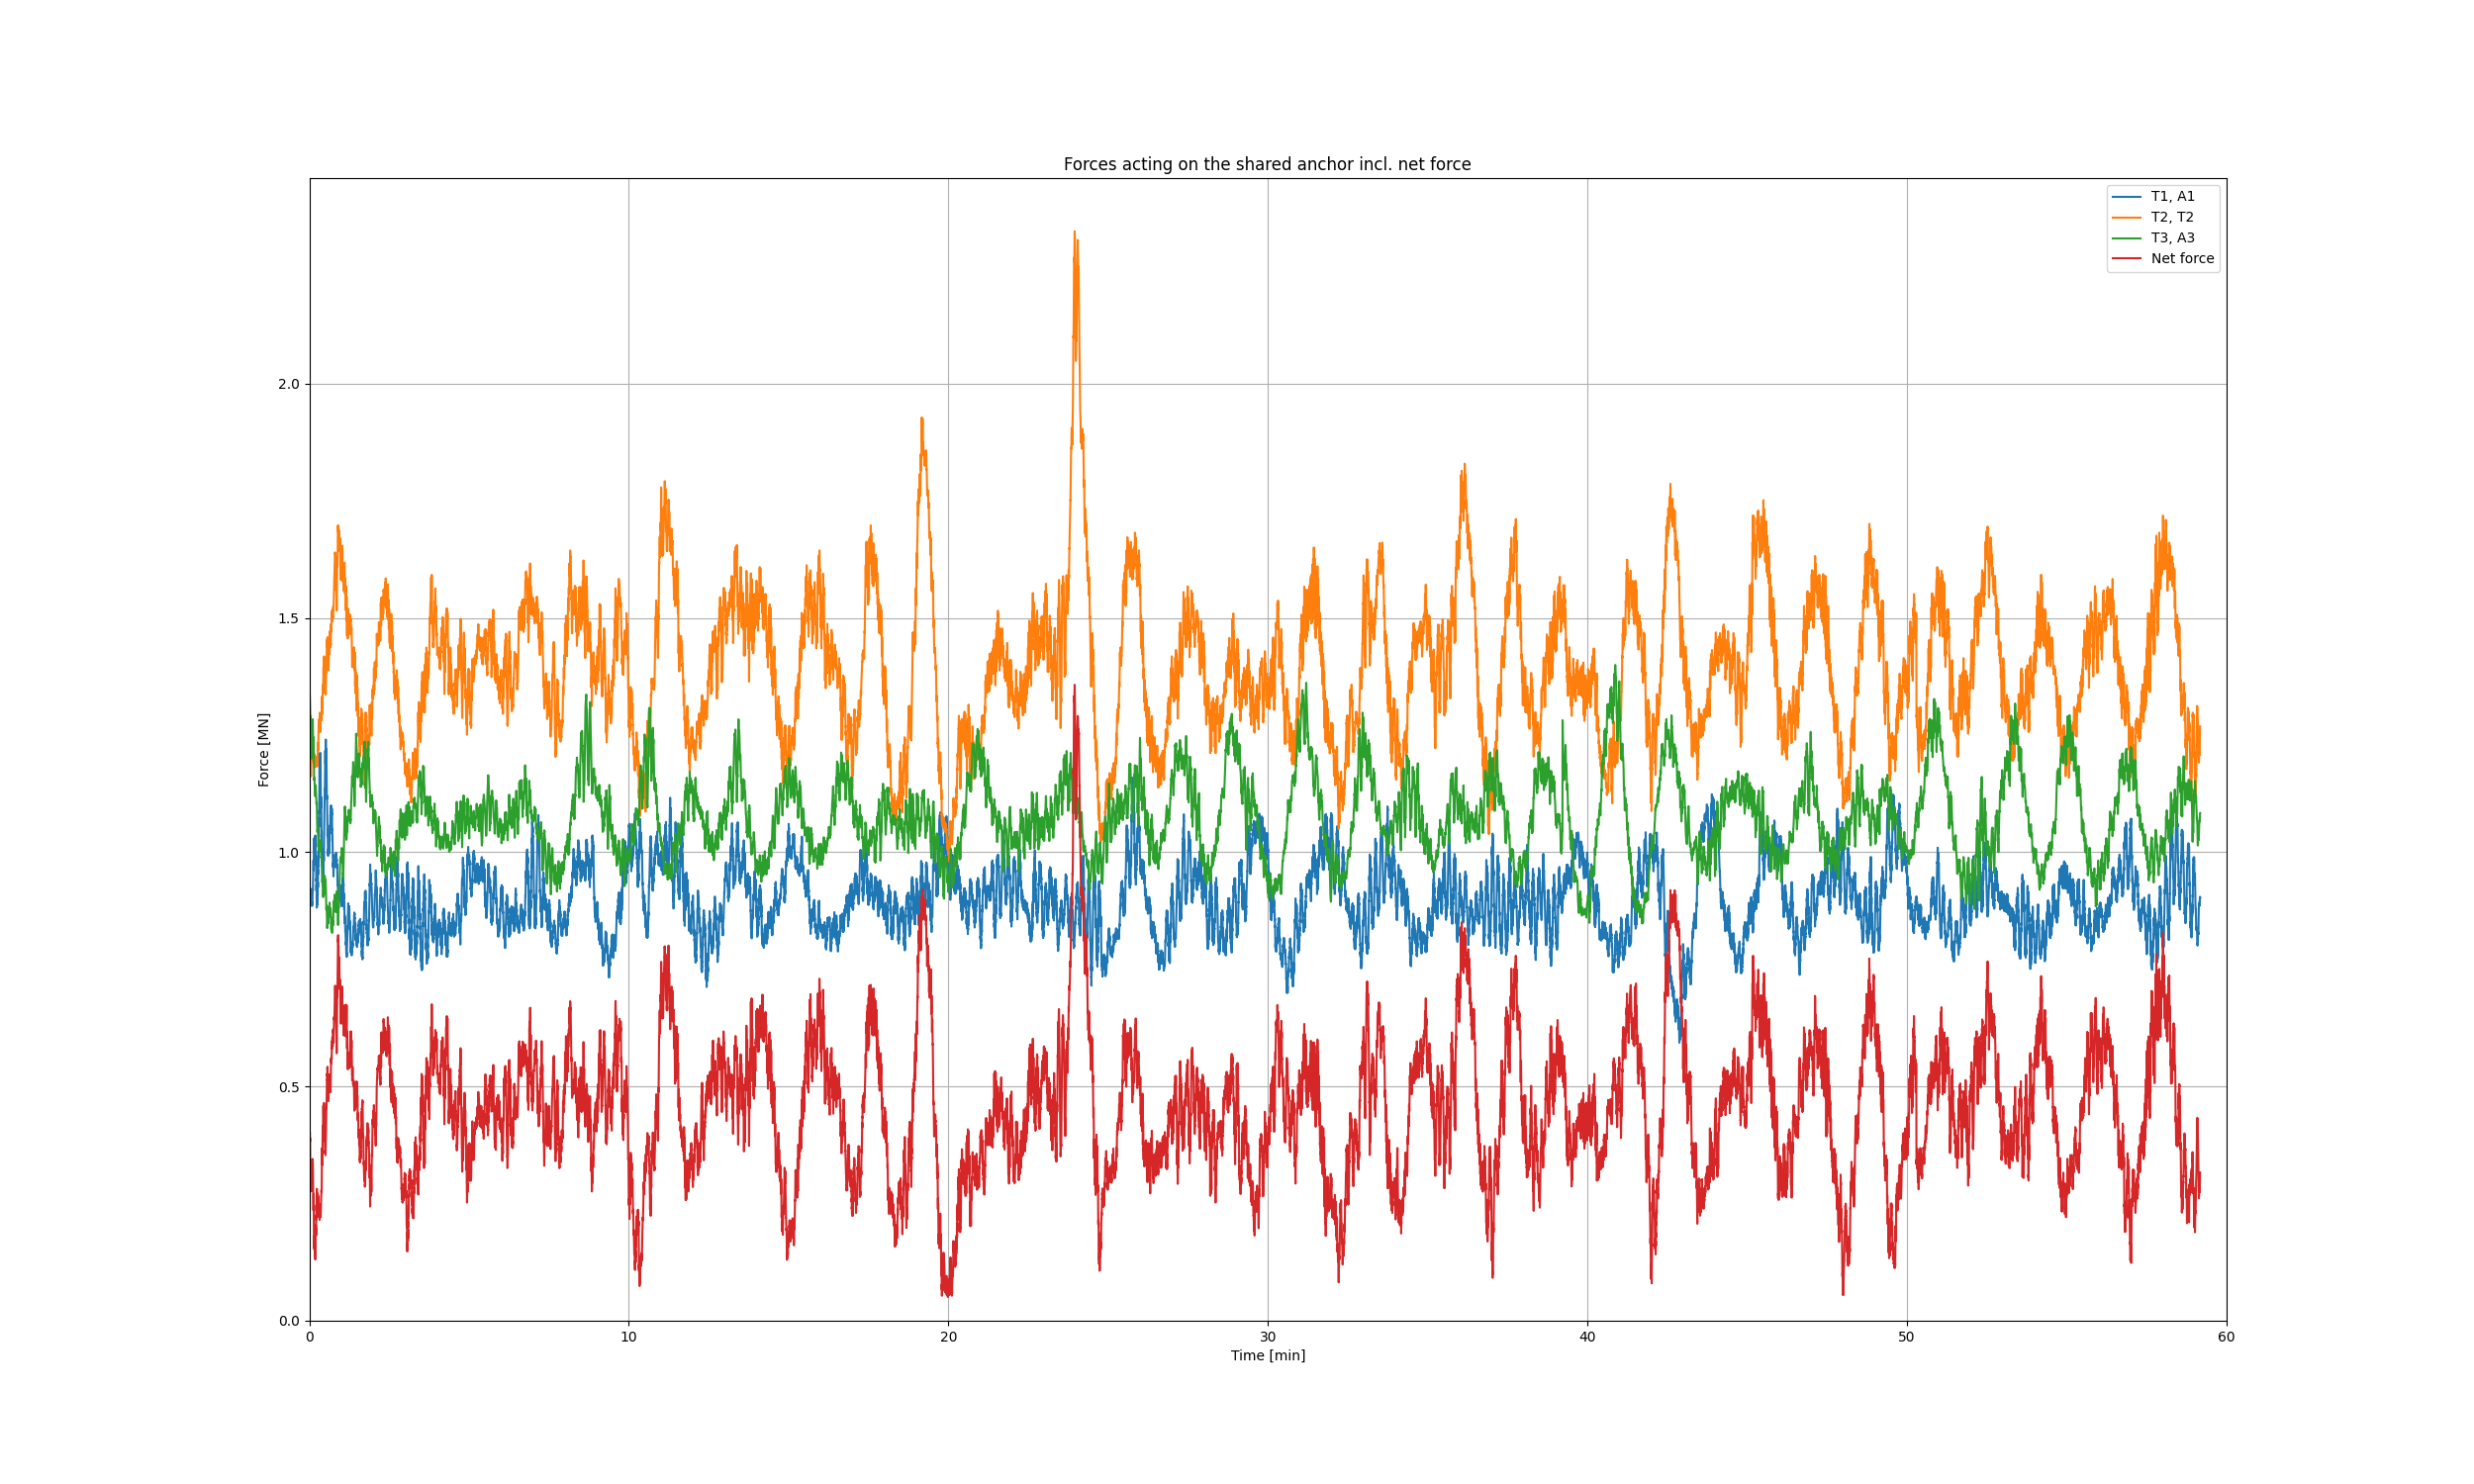 Forces acting on the shared anchor incl. net force
T1, A1
T2, T2
T3, A3
Net force
Force [MN]
2.0
1.5
1.0
0.5
0.0
0 10 20 30 40 50 60
Time [min]